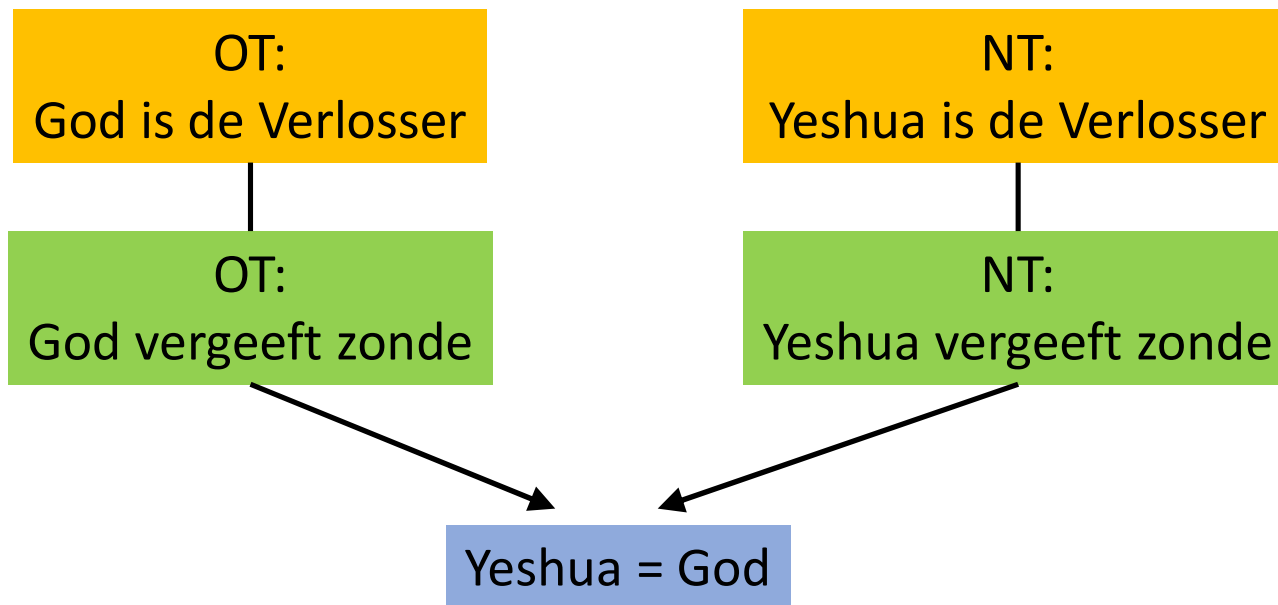 OT:
God is de Verlosser
NT:
Yeshua is de Verlosser
OT:
God vergeeft zonde
NT:
Yeshua vergeeft zonde
Yeshua = God